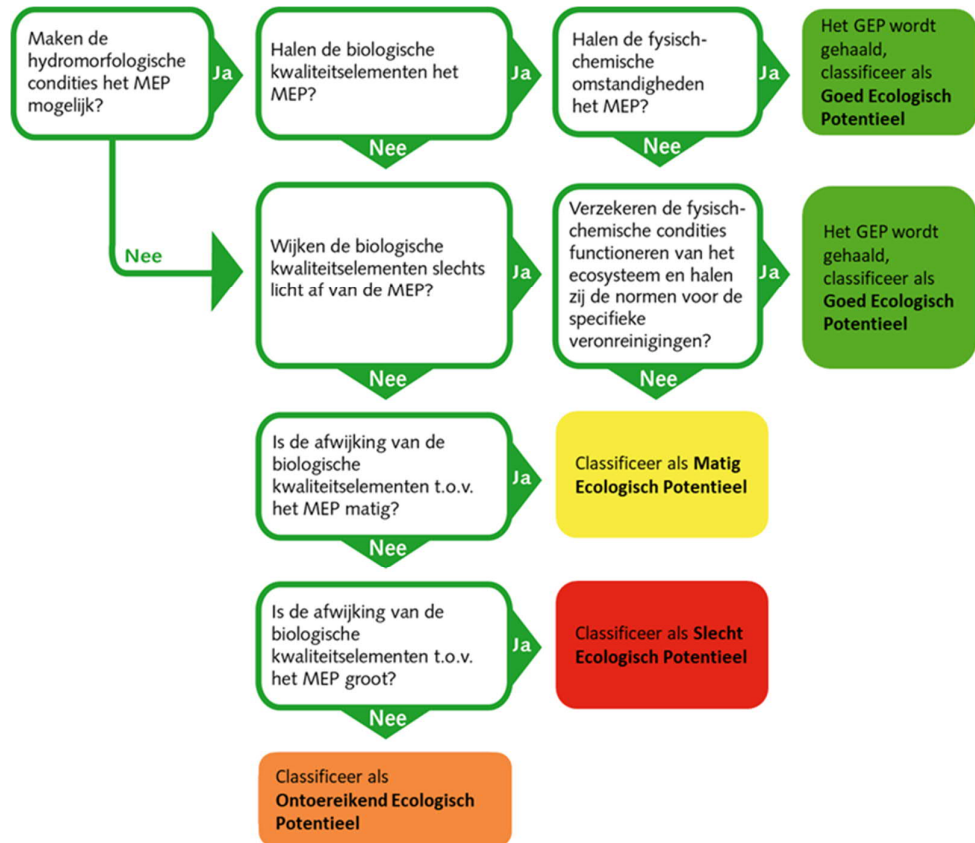 Maken de
hydromorfologische
condities het MEP
mogelijk?
Ja
Halen de biologische
kwaliteitselementen het
MEP?
Ja
Halen de fysisch-
chemische
omstandigheden
het MEP?
Ja
Het GEP wordt
gehaald,
classificeer als
Goed Ecologisch
Potentieel
Nee
Nee
Nee
Wijken de biologische
kwaliteitselementen slechts
licht af van de MEP?
Ja
Verzekeren de fysisch-
chemische condities
functioneren van het
ecosysteem en halen
zij de normen voor de
specifieke
veronreinigingen?
Ja
Het GEP wordt
gehaald,
classificeer als
Goed Ecologisch
Potentieel
Nee
Nee
Is de afwijking van de
biologische
kwaliteitselementen t.o.v.
het MEP matig?
Ja
Classificeer als Matig
Ecologisch Potentieel
Nee
Is de afwijking van de
biologische
kwaliteitselementen t.o.v.
het MEP groot?
Ja
Classificeer als Slecht
Ecologisch Potentieel
Nee
Classificeer als
Ontoereikend Ecologisch
Potentieel